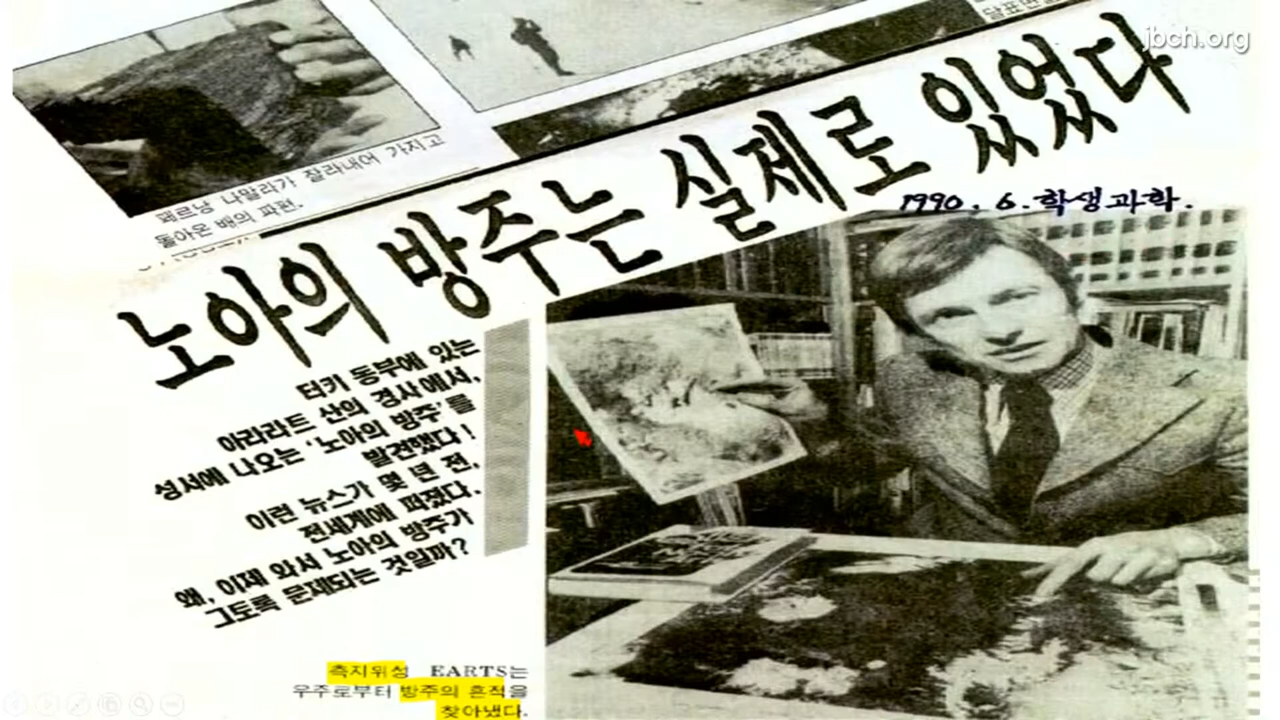 jbch.org
페르낭 나말라가 잘라내어 가지고
돌아온 배의 파편.
노아의 방주는 실제로 있었다
1990. 6. 학생과학.
터키 동부에 있는
아라라트 산의 경사에서,
성서에 나오는 '노아의 방주'를
발견했다!
이런 뉴스가 몇 년 전,
전세계에 퍼졌다.
왜, 이제 와서 노아의 방주가
그토록 문제되는 것일까?
측지위성 EARTS는
우주로부터 방주의 흔적을
찾아냈다.